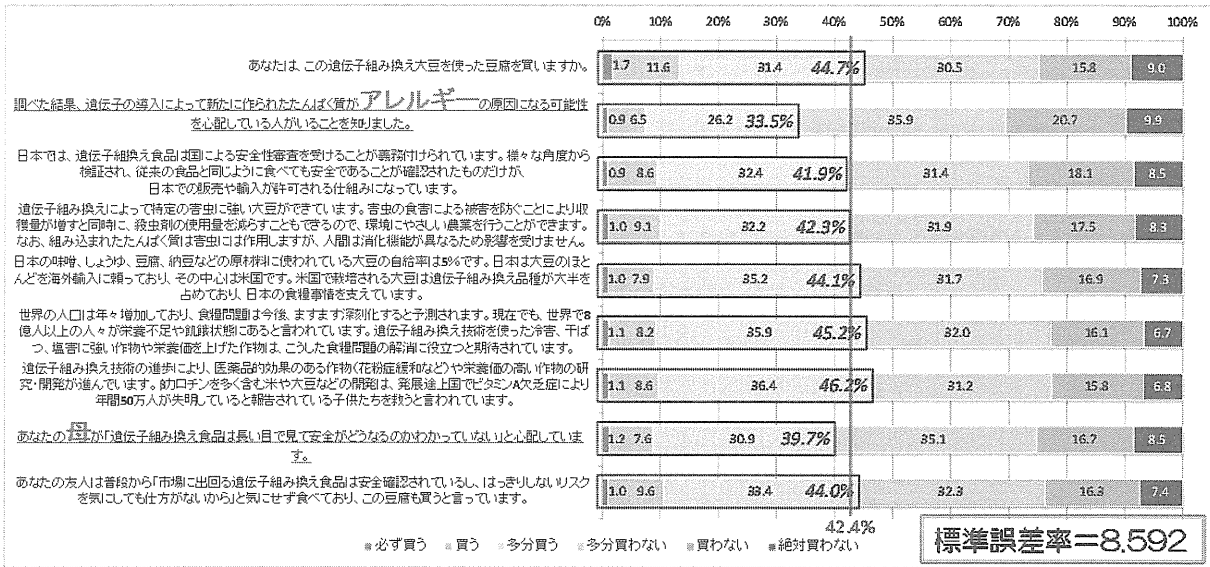 0% 10% 20% 30% 40% 50% 60% 70% 80% 90% 100%
あなたは、この遺伝子組み換え大豆を使った豆腐を買いますか。
1.7 11.6 31.4 44.7% 30.5 15.8 9.0
調べた結果、遺伝子の導入によって新たに作られたたんぱく質がアレルギーの原因になる可能性
を心配している人がいることを知りました。
0.9 6.5 26.2 33.5% 35.9 20.7 9.9
日本では、遺伝子組換え食品は国による安全性審査を受けることが義務付けられています。様々な角度から
検証され、従来の食品と同じように食べても安全であることが確認されたものだけが、
日本での販売や輸入が許可される仕組みになっています。
0.9 8.6 32.4 41.9% 31.4 18.1 8.5
遺伝子組み換えによって特定の害虫に強い大豆ができています。害虫の食害による被害を防ぐことにより収
穫量が増すと同時に、殺虫剤の使用量を減らすこともできるので、環境にやさしい農業を行うことができます。
なお、組み込まれたたんぱく質は害虫には作用しますが、人間は消化機能が異なるため影響を受けません。
1.0 9.1 32.2 42.3% 31.9 17.5 8.3
日本の味噌、しょうゆ、豆腐、納豆などの原材料に使われている大豆の自給率は5%です。日本は大豆のほと
んどを海外輸入に頼っており、その中心は米国です。米国で栽培される大豆は遺伝子組み換え品種が大半を
占めており、日本の食糧事情を支えています。
1.0 7.9 35.2 44.1% 31.7 16.9 7.3
世界の人口は年々増加しており、食糧問題は今後、ますます深刻化すると予測されます。現在でも、世界で8
億人以上の人々が栄養不足や飢餓状態にあると言われています。遺伝子組み換え技術を使った冷害、干ば
つ、塩害に強い作物や栄養価を上げた作物は、こうした食糧問題の解消に役立つと期待されています。
1.1 8.2 35.9 45.2% 32.0 16.1 6.7
遺伝子組み換え技術の進歩により、医薬品的効果のある作物(花粉症緩和など)や栄養価の高い作物の研
究・開発が進んでいます。βカロチンを多く含む米や大豆などの開発は、発展途上国でビタミンA欠乏症により
年間50万人が失明していると報告されている子供たちを救うと言われています。
1.1 8.6 36.4 46.2% 31.2 15.8 6.8
あなたの母が「遺伝子組み換え食品は長い目で見て安全がどうなるのかわかっていない」と心配していま
す。
1.2 7.6 30.9 39.7% 35.1 16.7 8.5
あなたの友人は普段から「市場に出回る遺伝子組み換え食品は安全確認されているし、はっきりしないリスク
を気にしても仕方がないから」と気にせず食べており、この豆腐も買うと言っています。
1.0 9.6 33.4 44.0% 32.3 16.3 7.4
42.4%
必ず買う 買う 多分買う 多分買わない 買わない 絶対買わない
標準誤差率=8.592